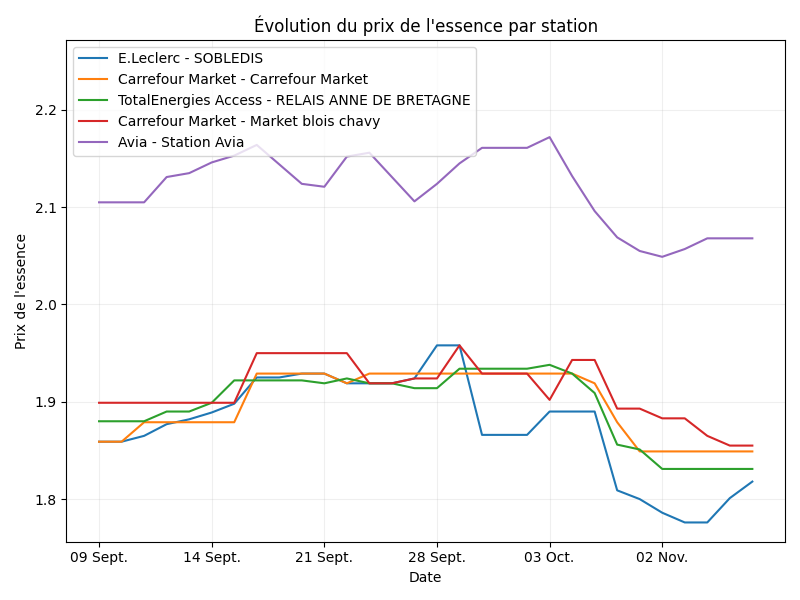 Évolution du prix de l'essence par station
E.Leclerc - SOBLEDIS
Carrefour Market - Carrefour Market
TotalEnergies Access - RELAIS ANNE DE BRETAGNE
Carrefour Market - Market blois chavy
Avia - Station Avia
Prix de l'essence
2.2
2.1
2.0
1.9
1.8
09 Sept. 14 Sept. 21 Sept. 28 Sept. 03 Oct. 02 Nov.
Date